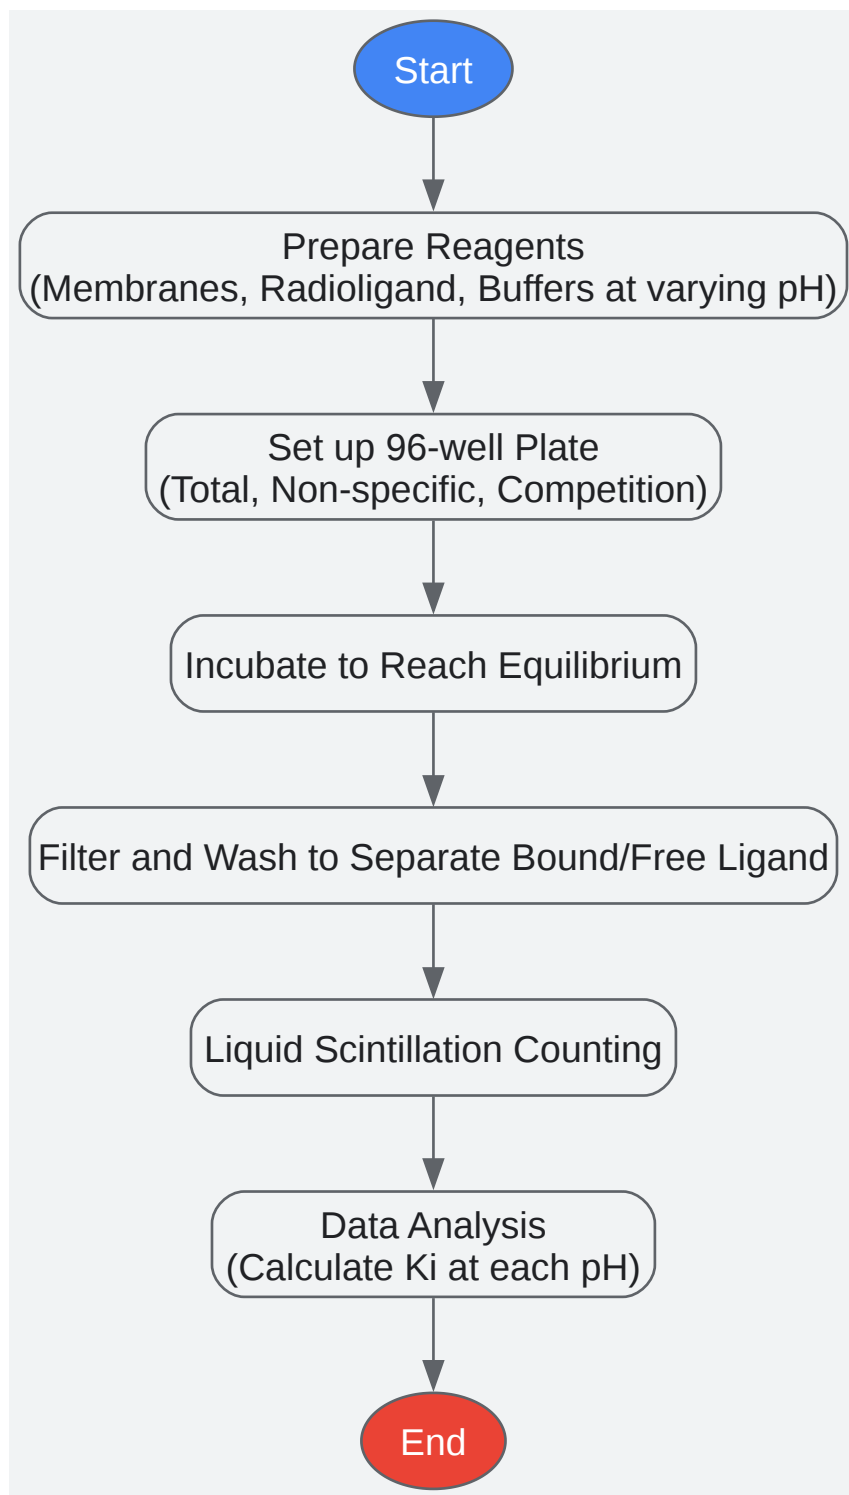 Start
Prepare Reagents
(Membranes, Radioligand, Buffers at varying pH)
Set up 96-well Plate
(Total, Non-specific, Competition)
Incubate to Reach Equilibrium
Filter and Wash to Separate Bound/Free Ligand
Liquid Scintillation Counting
Data Analysis
(Calculate Ki at each pH)
End